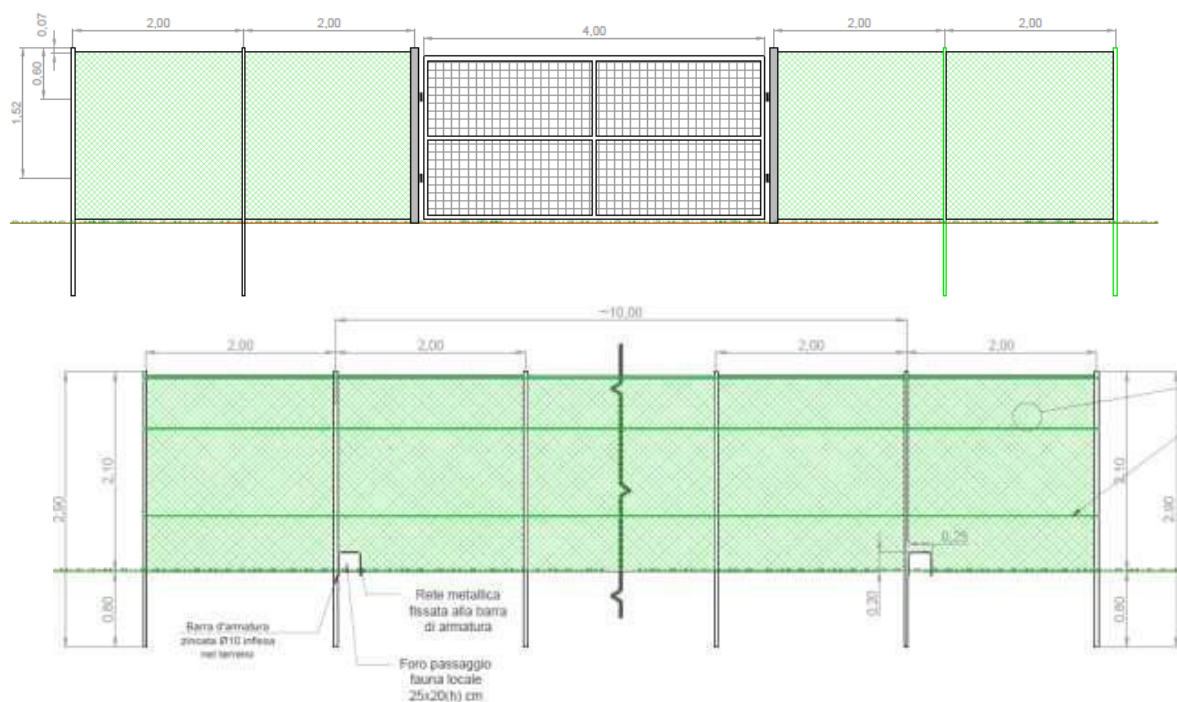 2,00
2,00
4,00
2,00
2,00
0,07
0,60
1,52
~10,00
2,00
2,00
2,00
2,00
2,10
2,90
0,80
2,10
2,90
0,80
0,25
Barra d'armatura
zincata Ø10 infissa
nel terreno
Rete metallica
fissata alla barra
di armatura
Foro passaggio
fauna locale
25x20(h) cm